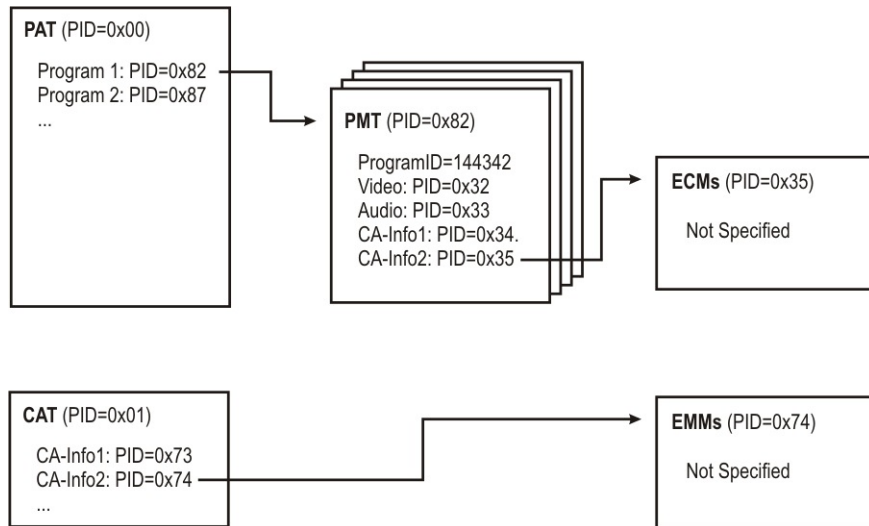 PAT (PID=0x00)
Program 1: PID=0x82
Program 2: PID=0x87
...
PMT (PID=0x82)
ProgramID=144342
Video: PID=0x32
Audio: PID=0x33
CA-Info1: PID=0x34.
CA-Info2: PID=0x35
ECMs (PID=0x35)
Not Specified
CAT (PID=0x01)
CA-Info1: PID=0x73
CA-Info2: PID=0x74
...
EMMs (PID=0x74)
Not Specified